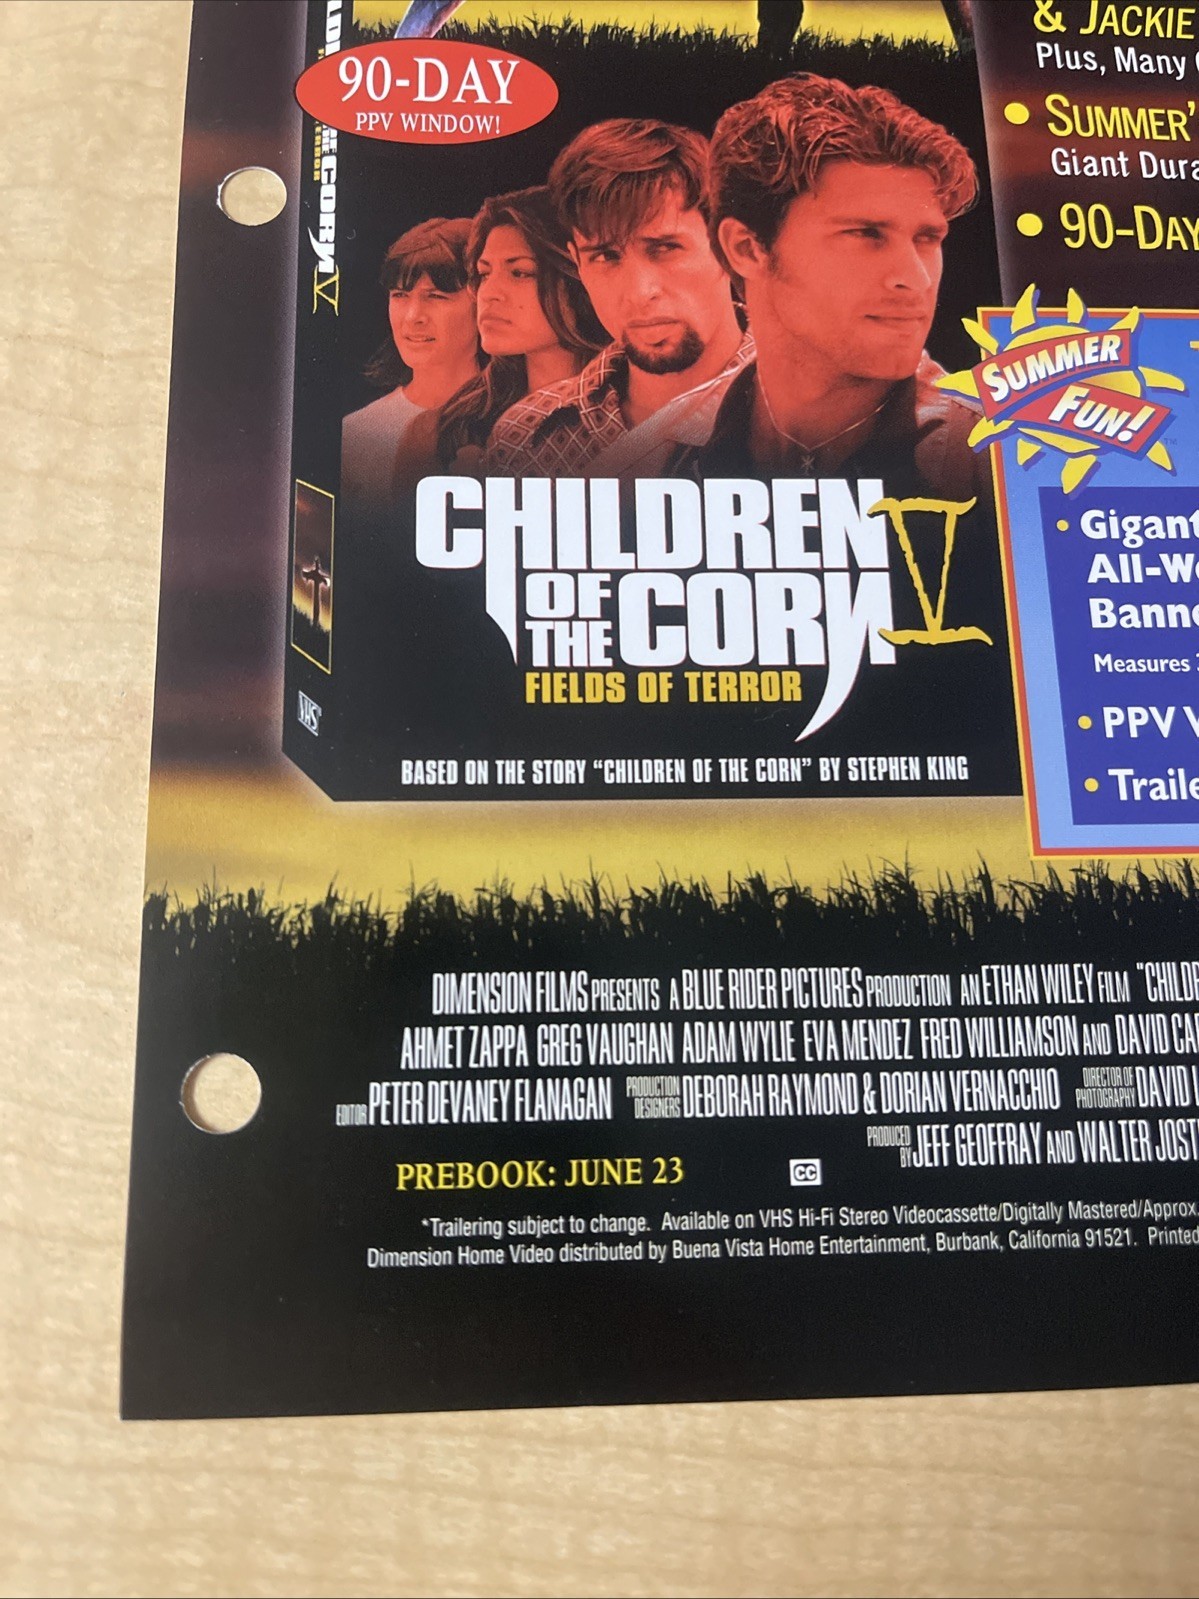 & JACKIE
Plus, Many
90-DAY
PPV WINDOW!
• SUMMER'
Giant Dura
• 90-DAY
CORN V
SUMMER
FUN!
TM
CHILDREN
OF THE CORN V
FIELDS OF TERROR
VHS
BASED ON THE STORY "CHILDREN OF THE CORN" BY STEPHEN KING
• Gigant
All-We
Banne
Measures
• PPV W
• Traile
DIMENSION FILMS PRESENTS A BLUE RIDER PICTURES PRODUCTION AN ETHAN WILEY FILM "CHILDR
AHMET ZAPPA GREG VAUGHAN ADAM WYLIE EVA MENDEZ FRED WILLIAMSON AND DAVID CAR
EDITOR PETER DEVANEY FLANAGAN PRODUCTION DESIGNERS DEBORAH RAYMOND & DORIAN VERNACCHIO DIRECTOR OF PHOTOGRAPHY DAVID L
PRODUCED BY JEFF GEOFFRAY AND WALTER JOST
PREBOOK: JUNE 23 CC
*Trailering subject to change. Available on VHS Hi-Fi Stereo Videocassette/Digitally Mastered/Approx.
Dimension Home Video distributed by Buena Vista Home Entertainment, Burbank, California 91521. Printed